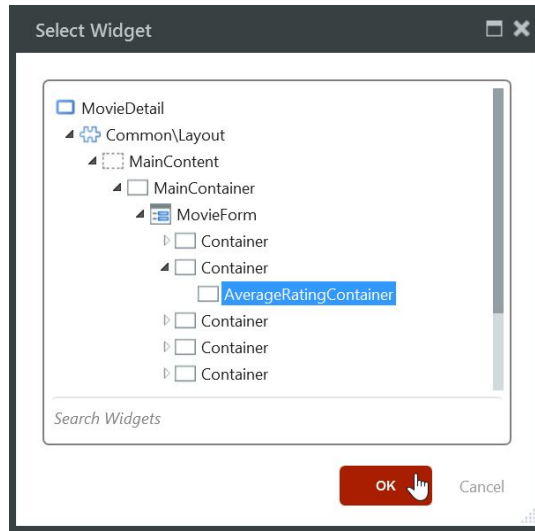 Select Widget
MovieDetail
Common\Layout
MainContent
MainContainer
MovieForm
Container
Container
AverageRatingContainer
Container
Container
Container
Search Widgets
OK
Cancel